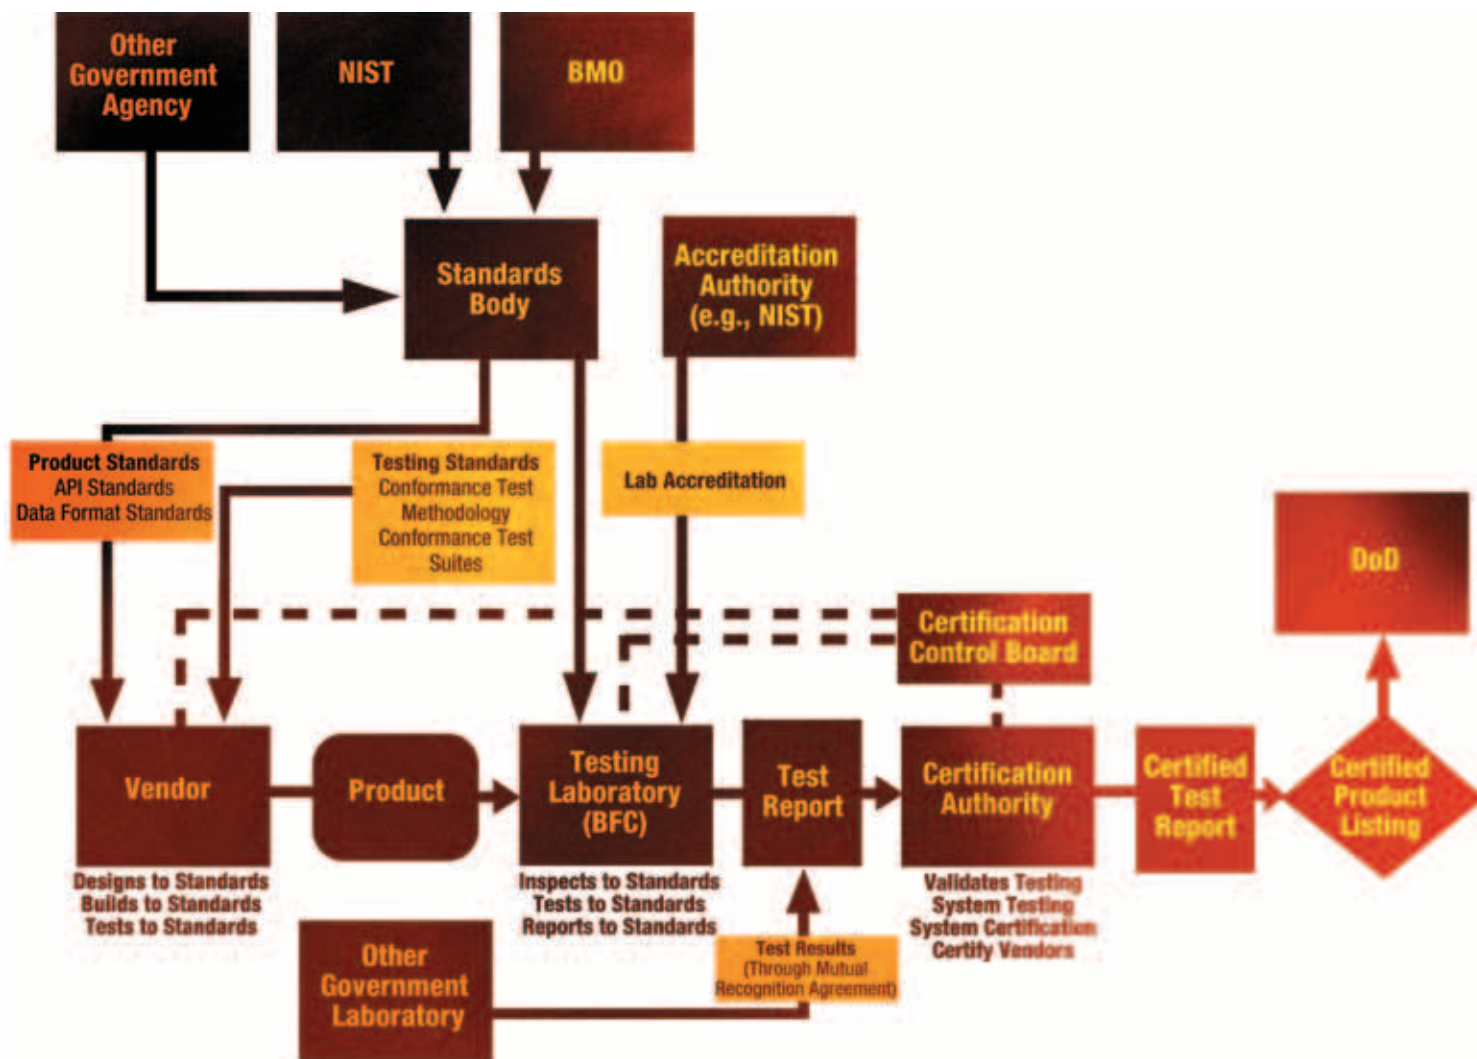 Other
Government
Agency
NIST
BMO
Standards
Body
Accreditation
Authority
(e.g., NIST)
Product Standards
API Standards
Data Format Standards
Testing Standards
Conformance Test
Methodology
Conformance Test
Suites
Lab Accreditation
DoD
Certification
Control Board
Vendor
Product
Testing
Laboratory
(BFC)
Test
Report
Certification
Authority
Certified
Test
Report
Certified
Product
Listing
Designs to Standards
Builds to Standards
Tests to Standards
Inspects to Standards
Tests to Standards
Reports to Standards
Validates Testing
System Testing
System Certification
Certify Vendors
Other
Government
Laboratory
Test Results
(Through Mutual
Recognition Agreement)